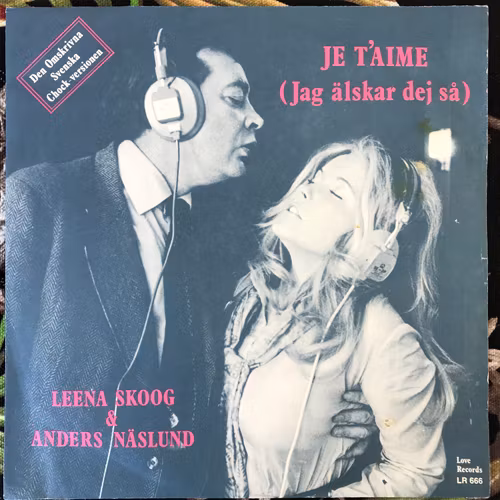 Den Omskrivna
Svenska
Chock-versionen
JE T'AIME
(Jag älskar dej så)
LEENA SKOOG
&
ANDERS NÄSLUND
Love
Records
LR 666